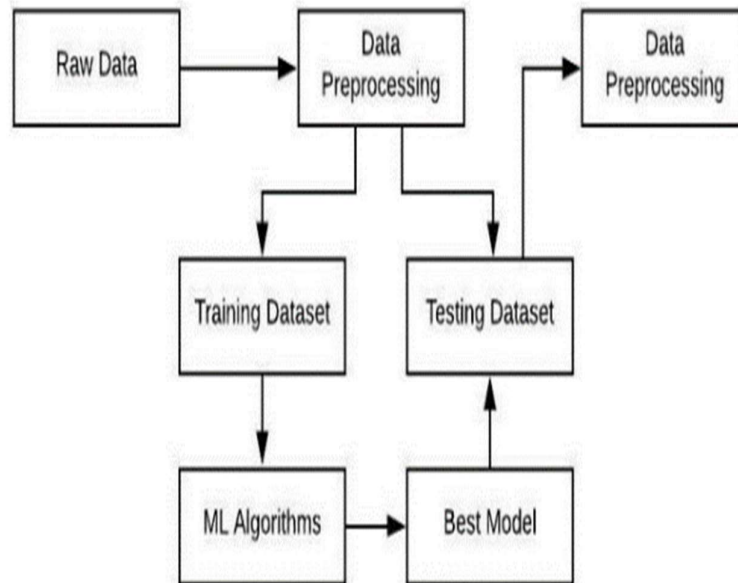 Raw Data
Data
Preprocessing
Data
Preprocessing
Training Dataset
Testing Dataset
ML Algorithms
Best Model